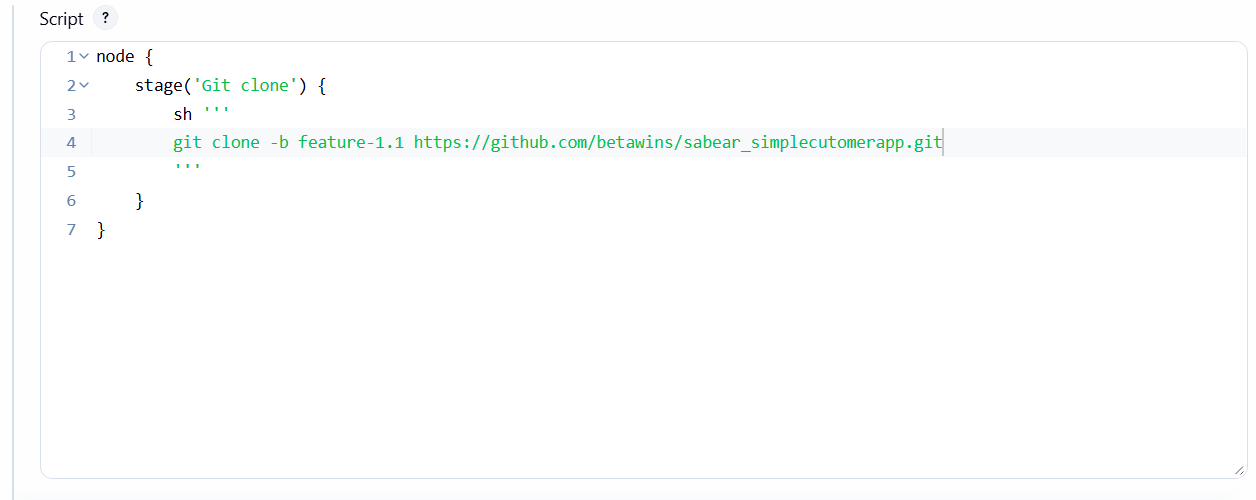 Script ?
1 node {
2 stage('Git clone') {
3 sh '''
4 git clone -b feature-1.1 https://github.com/betawins/sabear_simplecutomerapp.git
5 '''
6 }
7 }